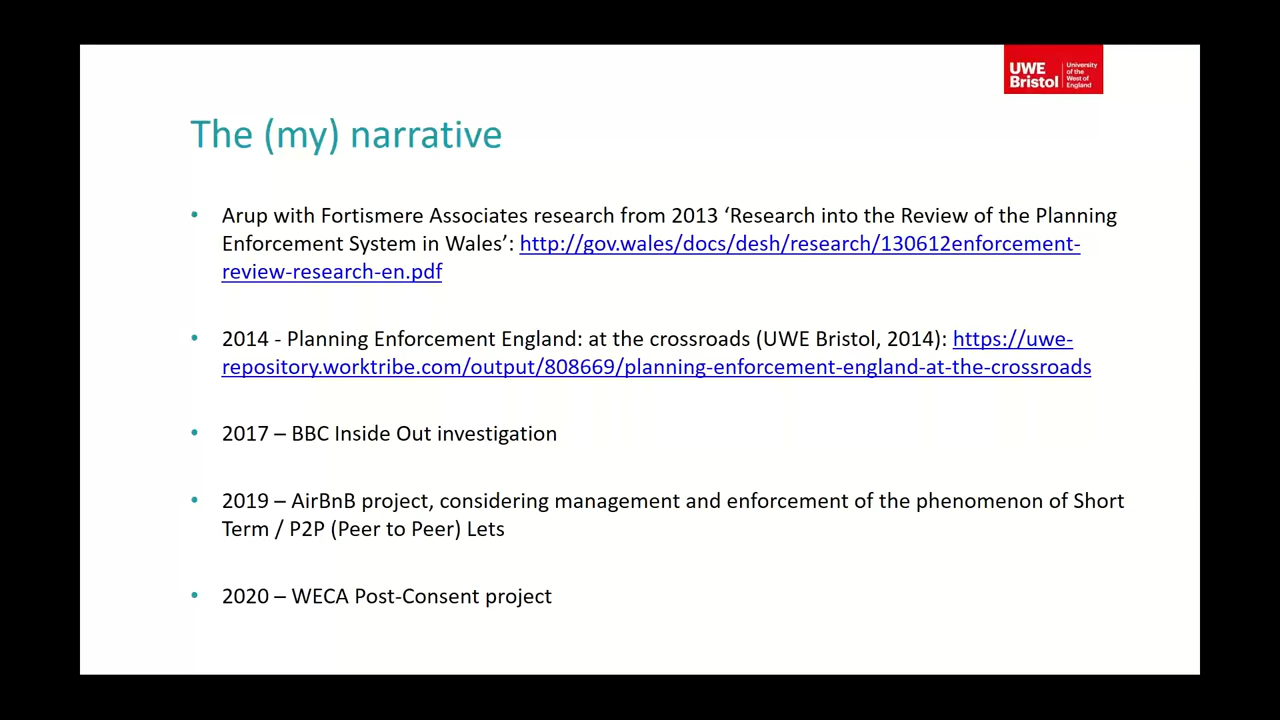 UWE
Bristol
University
of the
West of
England
The (my) narrative
• Arup with Fortismere Associates research from 2013 ‘Research into the Review of the Planning
Enforcement System in Wales’: http://gov.wales/docs/desh/research/130612enforcement-
review-research-en.pdf
• 2014 - Planning Enforcement England: at the crossroads (UWE Bristol, 2014): https://uwe-
repository.worktribe.com/output/808669/planning-enforcement-england-at-the-crossroads
• 2017 – BBC Inside Out investigation
• 2019 – AirBnB project, considering management and enforcement of the phenomenon of Short
Term / P2P (Peer to Peer) Lets
• 2020 – WECA Post-Consent project